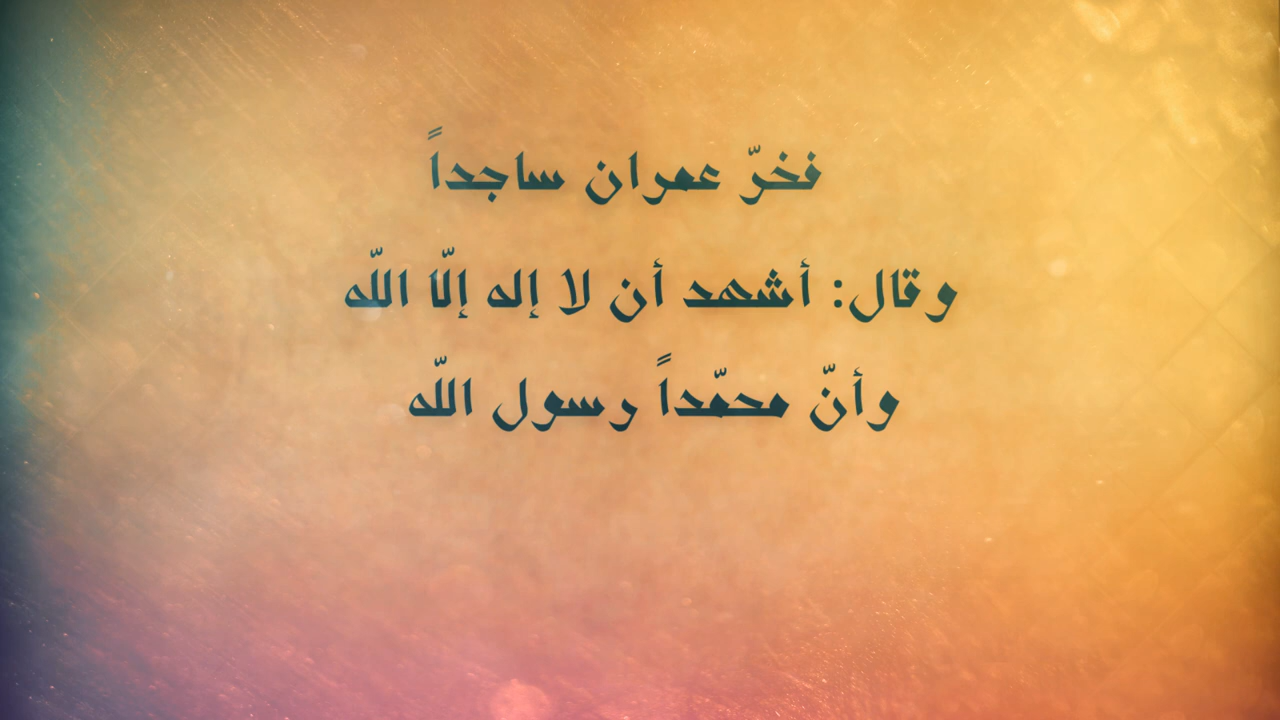 فخرّ عمران ساجداً
وقال: أشهد أن لا إله إلّا اللّه
وأنّ محمّداً رسول اللّه